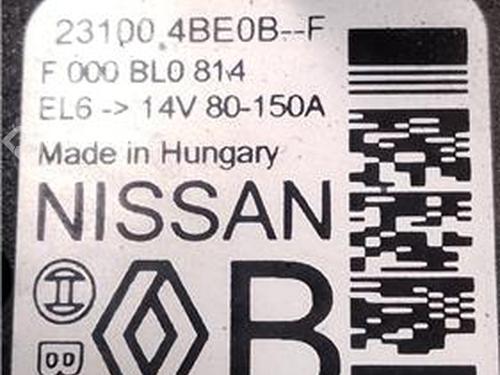 23100 4BE0B--F
F 000 BL0 814
EL6 -> 14V 80-150A
Made in Hungary
NISSAN
B